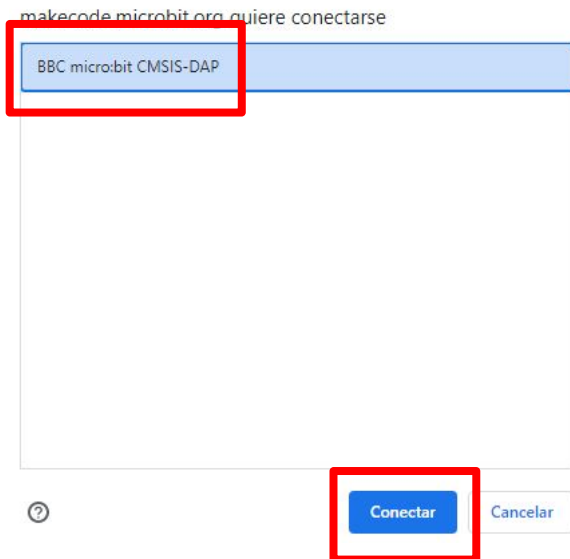 makecode.microbit.org quiere conectarse
BBC micro:bit CMSIS-DAP
Conectar Cancelar